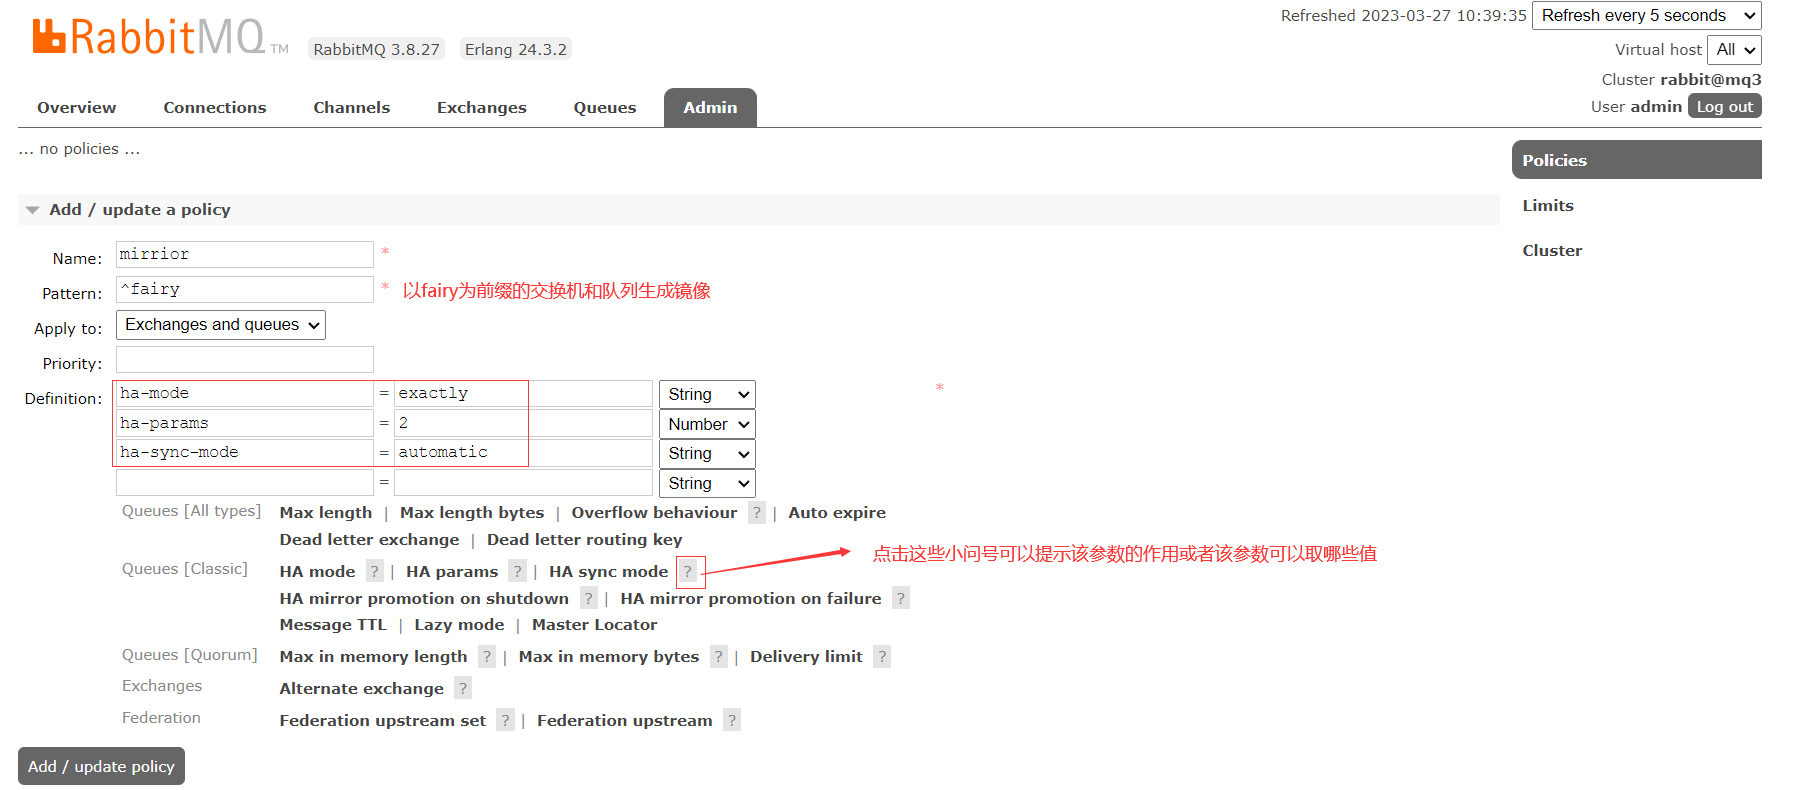 Refreshed 2023-03-27 10:39:35 Refresh every 5 seconds
RabbitMQ TM RabbitMQ 3.8.27 Erlang 24.3.2
Virtual host All
Cluster rabbit@mq3
User admin Log out
Overview Connections Channels Exchanges Queues Admin
... no policies ...
Policies
Limits
Cluster
Add / update a policy
Name: mirrior *
Pattern: ^fairy * 以fairy为前缀的交换机和队列生成镜像
Apply to: Exchanges and queues
Priority:
Definition: ha-mode = exactly String *
ha-params = 2 Number
ha-sync-mode = automatic String
= String
Queues [All types] Max length | Max length bytes | Overflow behaviour ? | Auto expire
Dead letter exchange | Dead letter routing key
点击这些小问号可以提示该参数的作用或者该参数可以取哪些值
Queues [Classic] HA mode ? | HA params ? | HA sync mode ?
HA mirror promotion on shutdown ? | HA mirror promotion on failure ?
Message TTL | Lazy mode | Master Locator
Queues [Quorum] Max in memory length ? | Max in memory bytes ? | Delivery limit ?
Exchanges Alternate exchange ?
Federation Federation upstream set ? | Federation upstream ?
Add / update policy